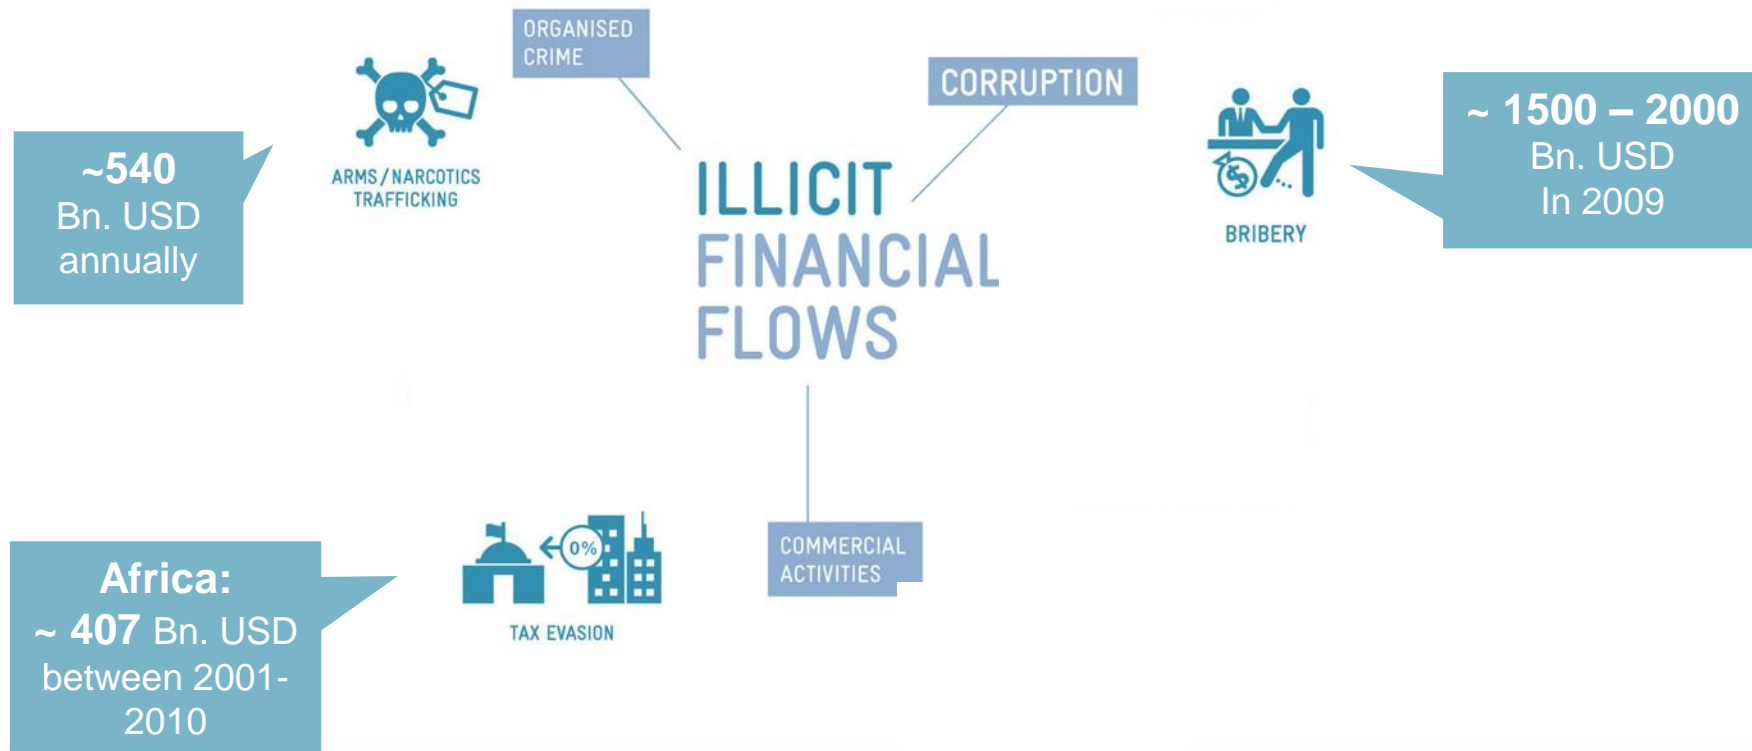 ORGANISED
CRIME
CORRUPTION
~540
Bn. USD
annually
ARMS/NARCOTICS
TRAFFICKING
ILLICIT
FINANCIAL
FLOWS
BRIBERY
~ 1500 – 2000
Bn. USD
In 2009
Africa:
~ 407 Bn. USD
between 2001-
2010
0%
TAX EVASION
COMMERCIAL
ACTIVITIES